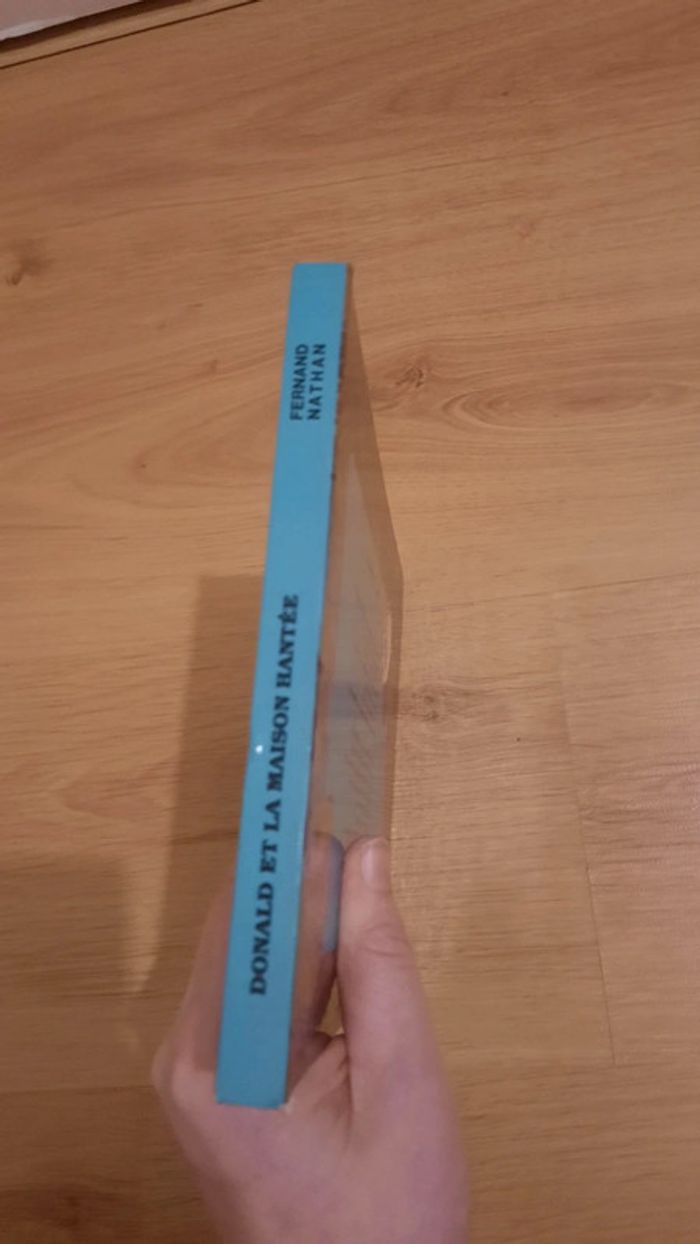 DONALD ET LA MAISON HANTÉE
FERNAND
NATHAN